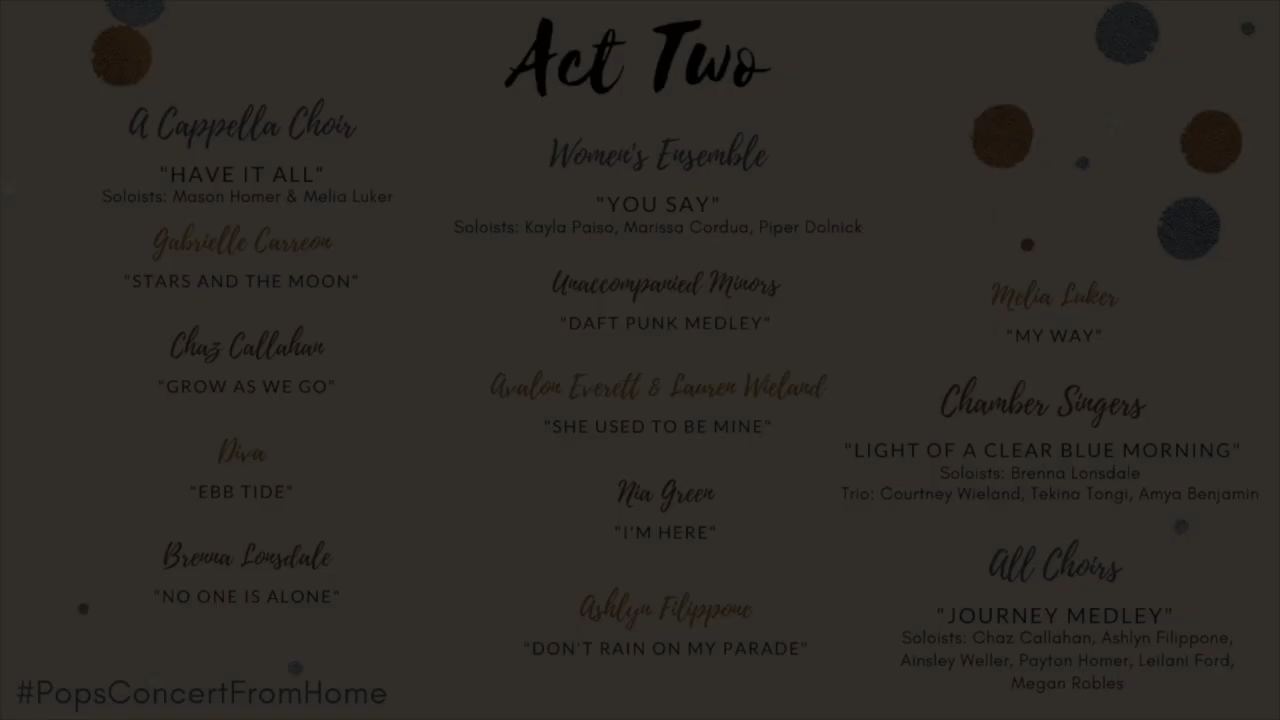 Act Two
A Cappella Choir
"HAVE IT ALL"
Soloists: Mason Homer & Melia Luker
Gabrielle Carreon
"STARS AND THE MOON"
Chaz Callahan
"GROW AS WE GO"
Diva
"EBB TIDE"
Brenna Lonsdale
"NO ONE IS ALONE"
Women's Ensemble
"YOU SAY"
Soloists: Kayla Paiso, Marissa Cordua, Piper Dolnick
Unaccompanied Minors
"DAFT PUNK MEDLEY"
Avalon Everett & Lauren Wieland
"SHE USED TO BE MINE"
Nia Green
"I'M HERE"
Ashlyn Filippone
"DON'T RAIN ON MY PARADE"
Melia Luker
"MY WAY"
Chamber Singers
"LIGHT OF A CLEAR BLUE MORNING"
Soloists: Brenna Lonsdale
Trio: Courtney Wieland, Tekina Tongi, Amya Benjamin
All Choirs
"JOURNEY MEDLEY"
Soloists: Chaz Callahan, Ashlyn Filippone,
Ainsley Weller, Payton Homer, Leilani Ford,
Megan Robles
#PopsConcertFromHome